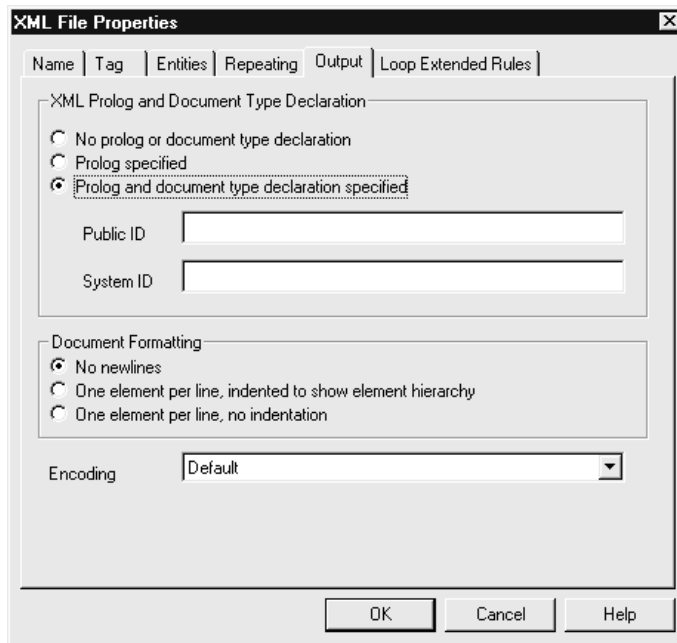 XML File Properties
Name Tag Entities Repeating Output Loop Extended Rules
XML Prolog and Document Type Declaration
No prolog or document type declaration
Prolog specified
Prolog and document type declaration specified
Public ID
System ID
Document Formatting
No newlines
One element per line, indented to show element hierarchy
One element per line, no indentation
Encoding Default
OK Cancel Help